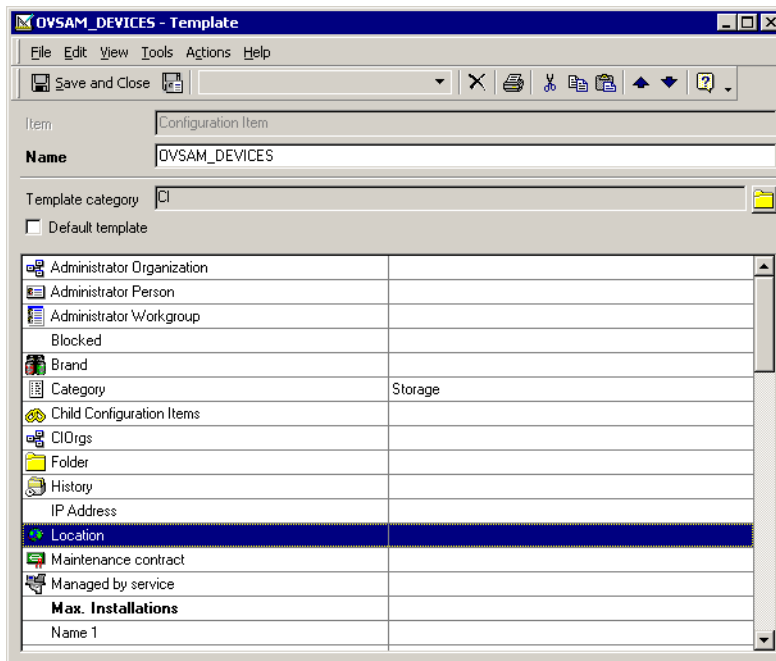 OVSAM_DEVICES - Template
File Edit View Tools Actions Help
Save and Close
Item Configuration Item
Name OVSAM_DEVICES
Template category CI
Default template
Administrator Organization
Administrator Person
Administrator Workgroup
Blocked
Brand
Category Storage
Child Configuration Items
CIOrgs
Folder
History
IP Address
Location
Maintenance contract
Managed by service
Max. Installations
Name 1